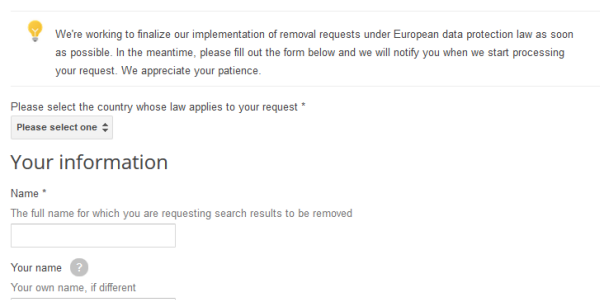 We're working to finalize our implementation of removal requests under European data protection law as soon
as possible. In the meantime, please fill out the form below and we will notify you when we start processing
your request. We appreciate your patience.
Please select the country whose law applies to your request *
Please select one
Your information
Name *
The full name for which you are requesting search results to be removed
Your name ?
Your own name, if different